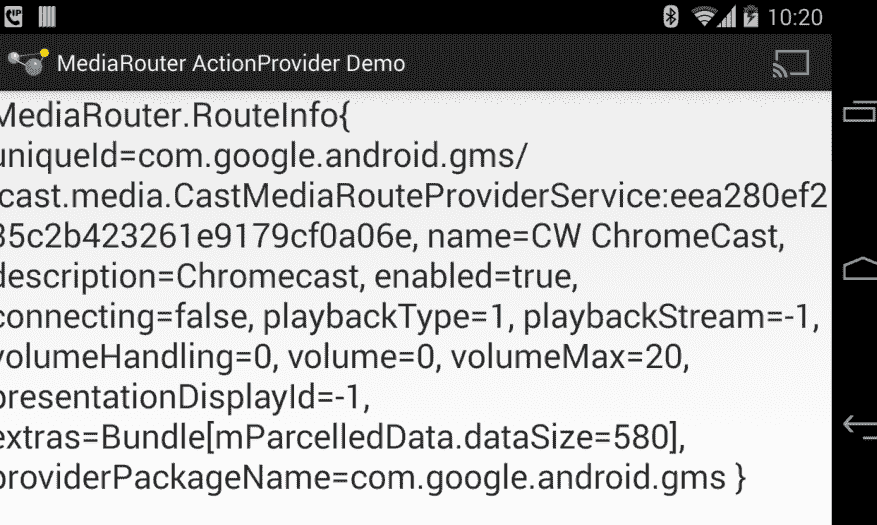 10:20
MediaRouter ActionProvider Demo
MediaRouter.RouteInfo{
uniqueId=com.google.android.gms/
.cast.media.CastMediaRouteProviderService:eea280ef2
35c2b423261e9179cf0a06e, name=CW ChromeCast,
description=Chromecast, enabled=true,
connecting=false, playbackType=1, playbackStream=-1,
volumeHandling=0, volume=0, volumeMax=20,
presentationDisplayId=-1,
extras=Bundle[mParcelledData.dataSize=580],
providerPackageName=com.google.android.gms }